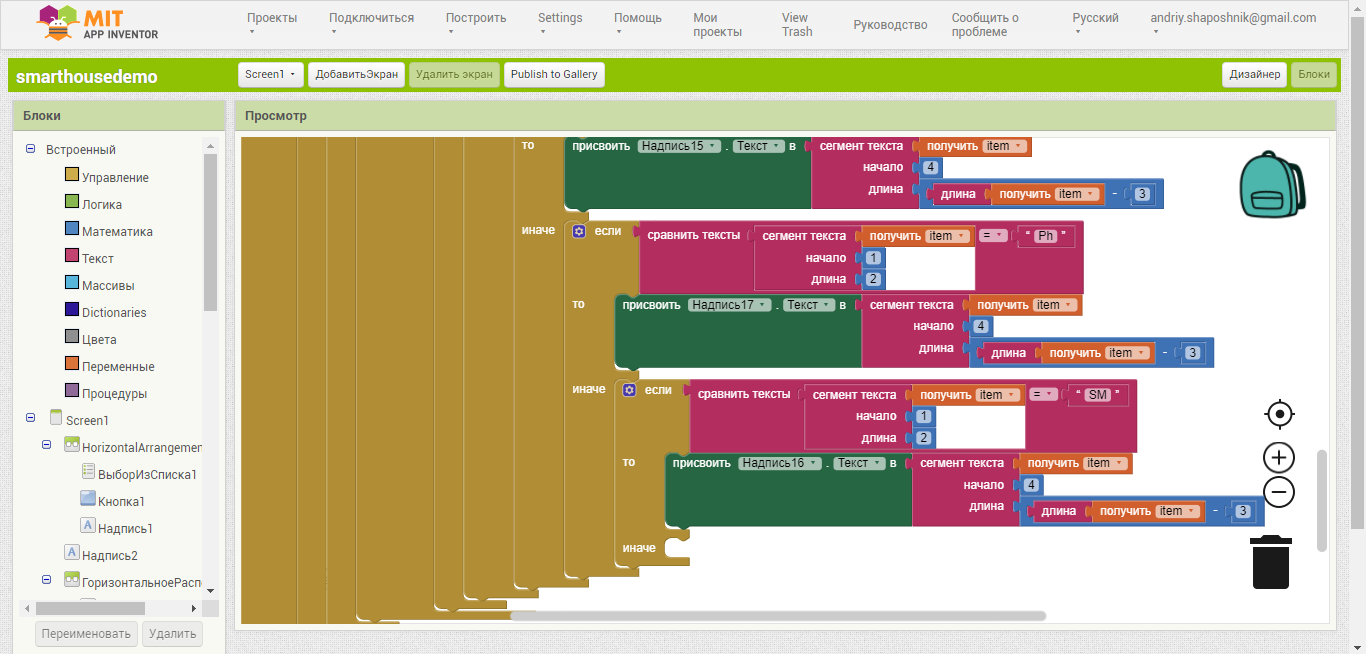 MIT
APP INVENTOR
Проекты
Подключиться
Построить
Settings
Помощь
Мои
проекты
View
Trash
Руководство
Сообщить о
проблеме
Русский
andriy.shaposhnik@gmail.com
smarthousedemo
Screen1
ДобавитьЭкран
Удалить экран
Publish to Gallery
Дизайнер
Блоки
Блоки
Встроенный
Управление
Логика
Математика
Текст
Массивы
Dictionaries
Цвета
Переменные
Процедуры
Screen1
HorizontalArrangemen
ВыборИзСписка1
Кнопка1
A Надпись1
A Надпись2
ГоризонтальноеРасп
Переименовать
Удалить
Просмотр
то присвоить Надпись15 . Текст в сегмент текста получить item
начало 4
длина длина получить item - 3
иначе если сравнить тексты сегмент текста получить item = “ Ph ”
начало 1
длина 2
то присвоить Надпись17 . Текст в сегмент текста получить item
начало 4
длина длина получить item - 3
иначе если сравнить тексты сегмент текста получить item = “ SM ”
начало 1
длина 2
то присвоить Надпись16 . Текст в сегмент текста получить item
начало 4
длина длина получить item - 3
иначе